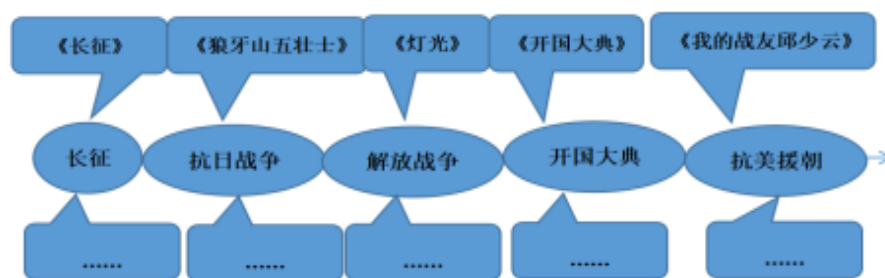 《长征》 《狼牙山五壮士》 《灯光》 《开国大典》 《我的战友邱少云》
长征 抗日战争 解放战争 开国大典 抗美援朝
...... ...... ...... ...... ......